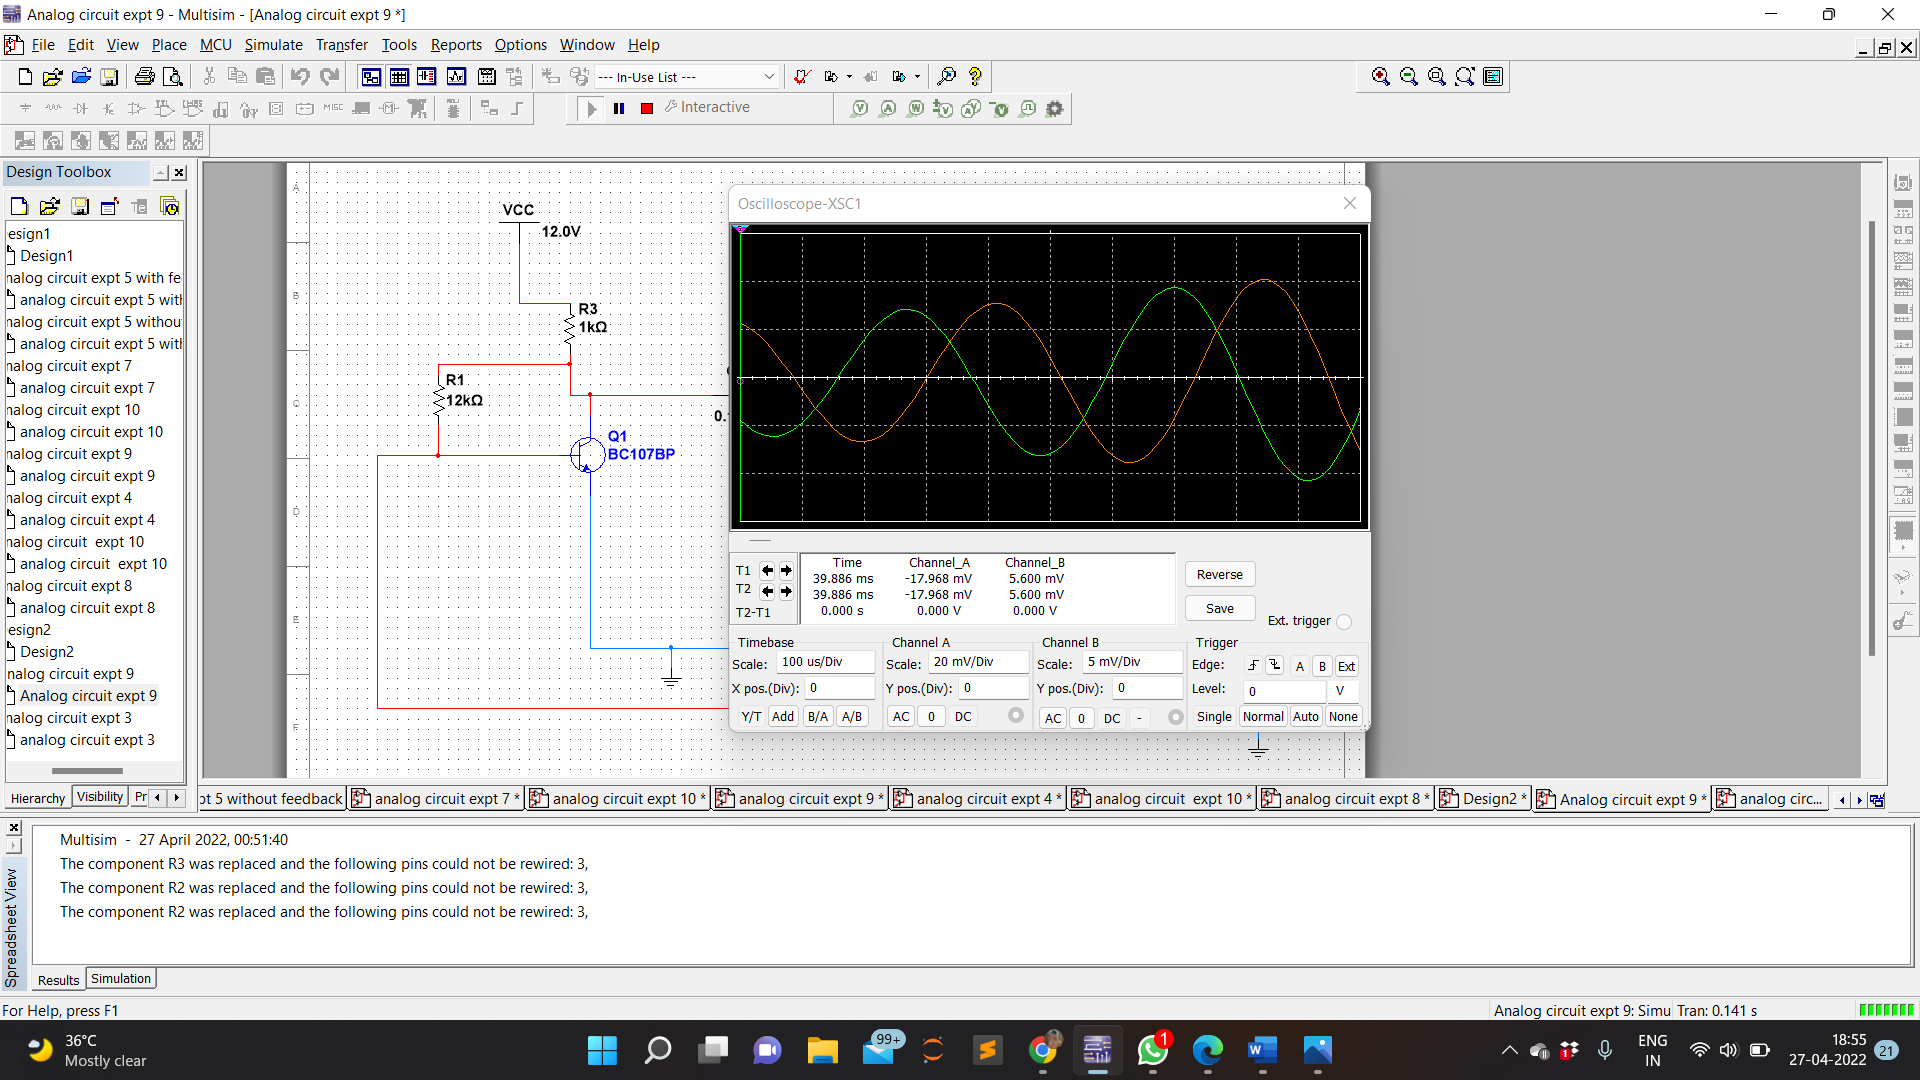 Analog circuit expt 9 - Multisim - [Analog circuit expt 9 *]
File Edit View Place MCU Simulate Transfer Tools Reports Options Window Help
--- In-Use List ---
MISC
Interactive
Design Toolbox
esign1
Design1
nalog circuit expt 5 with fe
analog circuit expt 5 with
nalog circuit expt 5 withou
analog circuit expt 5 with
nalog circuit expt 7
analog circuit expt 7
nalog circuit expt 10
analog circuit expt 10
nalog circuit expt 9
analog circuit expt 9
nalog circuit expt 4
analog circuit expt 4
nalog circuit  expt 10
analog circuit  expt 10
nalog circuit expt 8
analog circuit expt 8
esign2
Design2
nalog circuit expt 9
Analog circuit expt 9
nalog circuit expt 3
analog circuit expt 3
Hierarchy Visibility Pr
A
B
C
D
E
F
VCC
12.0V
R3
1kΩ
R1
12kΩ
0.1
Q1
BC107BP
Oscilloscope-XSC1
T1
T2
T2-T1
Time Channel_A Channel_B
39.886 ms -17.968 mV 5.600 mV
39.886 ms -17.968 mV 5.600 mV
0.000 s 0.000 V 0.000 V
Reverse
Save
Ext. trigger
Timebase
Scale: 100 us/Div
X pos.(Div): 0
Y/T Add B/A A/B
Channel A
Scale: 20 mV/Div
Y pos.(Div): 0
AC 0 DC
Channel B
Scale: 5 mV/Div
Y pos.(Div): 0
AC 0 DC -
Trigger
Edge: A B Ext
Level: 0 V
Single Normal Auto None
pt 5 without feedback analog circuit expt 7 * analog circuit expt 10 * analog circuit expt 9 * analog circuit expt 4 * analog circuit  expt 10 * analog circuit expt 8 * Design2 * Analog circuit expt 9 * analog circ...
Spreadsheet View
Multisim  -  27 April 2022, 00:51:40
The component R3 was replaced and the following pins could not be rewired: 3,
The component R2 was replaced and the following pins could not be rewired: 3,
The component R2 was replaced and the following pins could not be rewired: 3,
Results Simulation
For Help, press F1
Analog circuit expt 9: Simu Tran: 0.141 s
36°C
Mostly clear
99+
1
1
ENG
IN
18:55
27-04-2022
21